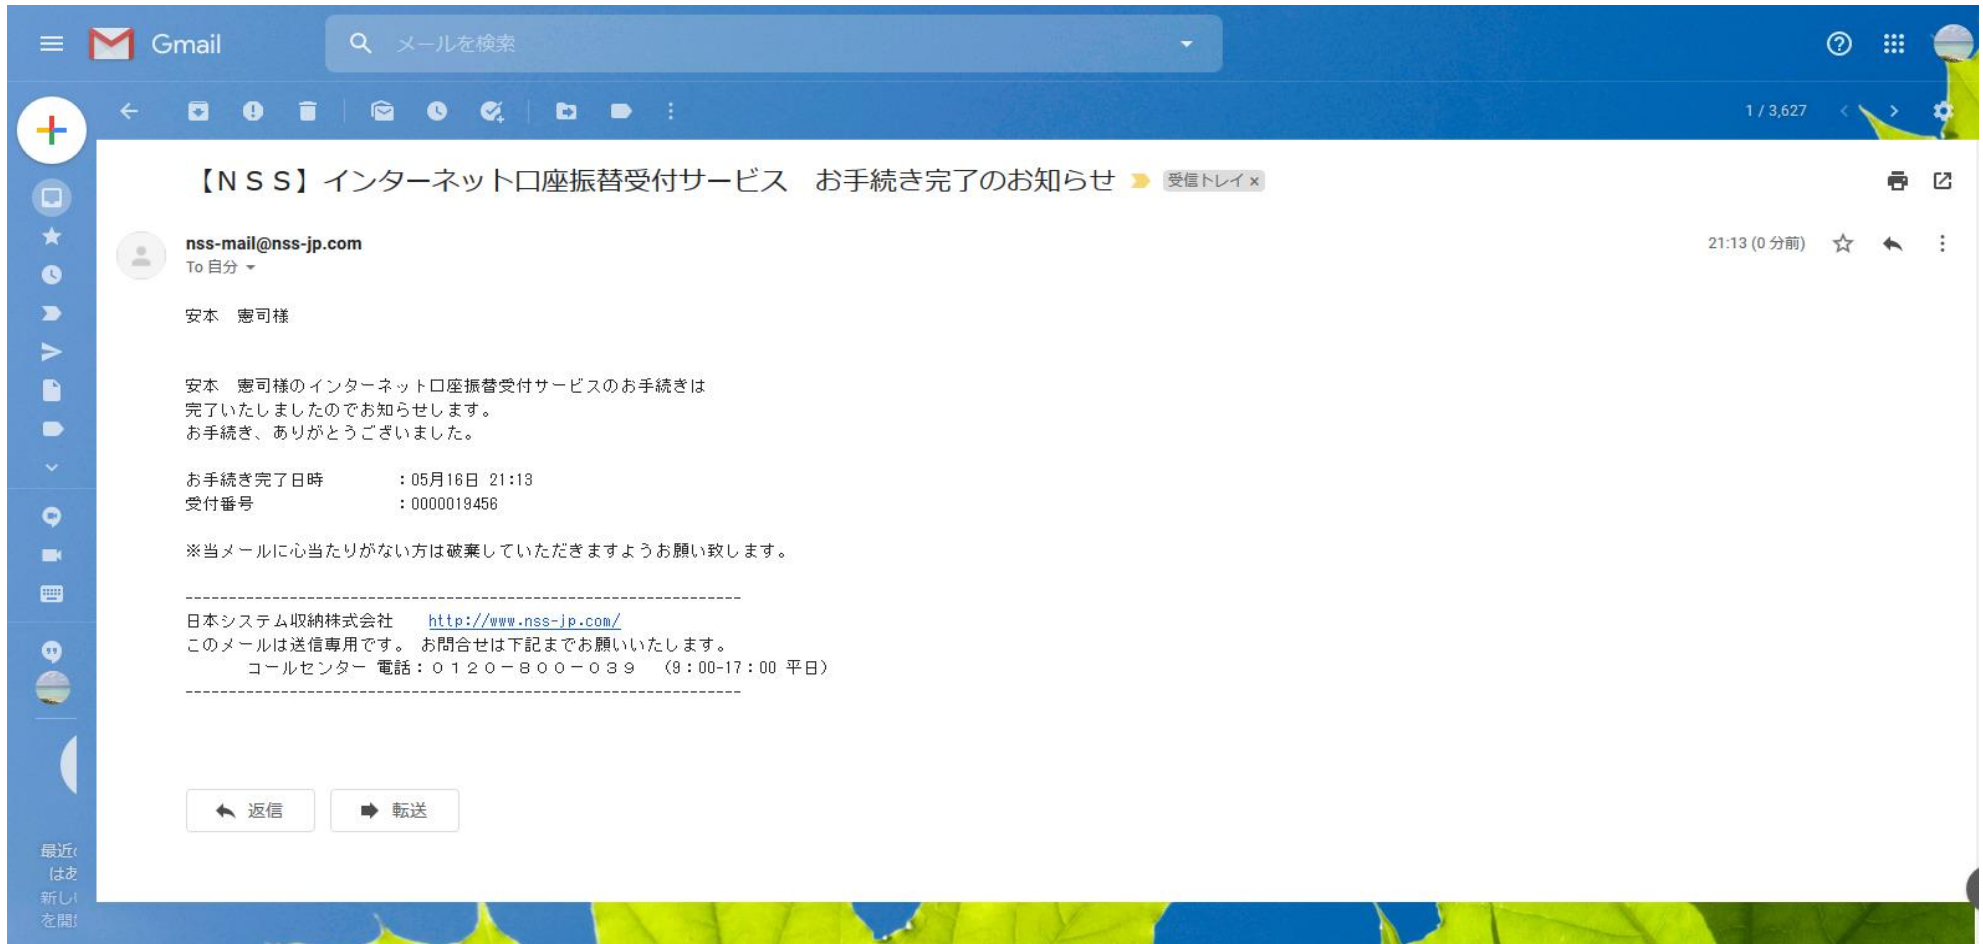 Gmail
メールを検索
1 / 3,627
【ＮＳＳ】インターネット口座振替受付サービス　お手続き完了のお知らせ
受信トレイ ×
nss-mail@nss-jp.com
21:13 (0 分前)
To 自分
安本　憲司様
安本　憲司様のインターネット口座振替受付サービスのお手続きは
完了いたしましたのでお知らせします。
お手続き、ありがとうございました。
お手続き完了日時　　　　：05月16日 21:13
受付番号　　　　　　　　：0000019456
※当メールに心当たりがない方は破棄していただきますようお願い致します。
----------------------------------------------------------------
日本システム収納株式会社　　http://www.nss-jp.com/
このメールは送信専用です。 お問合せは下記までお願いいたします。
コールセンター 電話：０１２０－８００－０３９　（9：00-17：00 平日）
----------------------------------------------------------------
返信
転送
最近
はあ
新し
を開